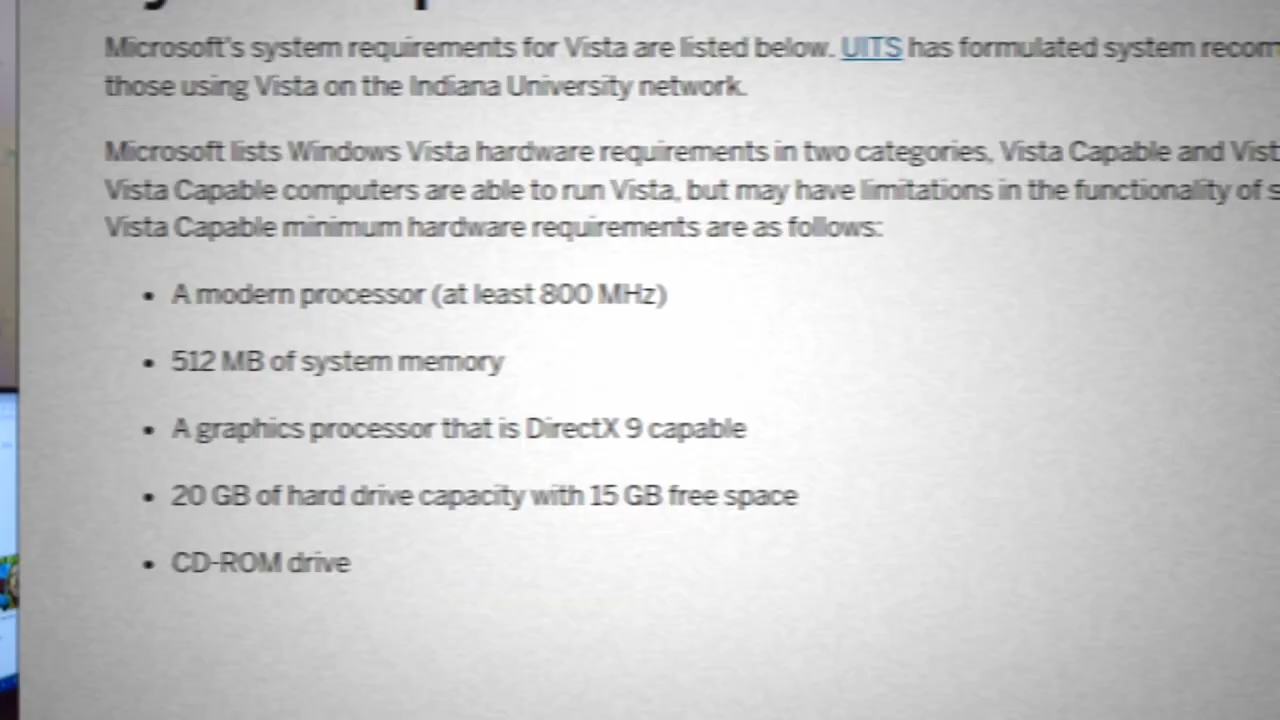 Microsoft's system requirements for Vista are listed below. UITS has formulated system
those using Vista on the Indiana University network.
Microsoft lists Windows Vista hardware requirements in two categories, Vista Capable and
Vista Capable computers are able to run Vista, but may have limitations in the functionality of
Vista Capable minimum hardware requirements are as follows:
• A modern processor (at least 800 MHz)
• 512 MB of system memory
• A graphics processor that is DirectX 9 capable
• 20 GB of hard drive capacity with 15 GB free space
• CD-ROM drive